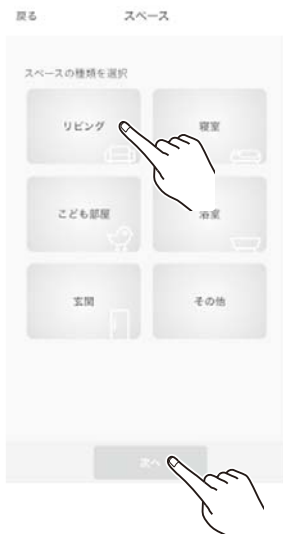 戻る スペース
スペースの種類を選択
リビング 寝室
こども部屋 浴室
玄関 その他
次へ